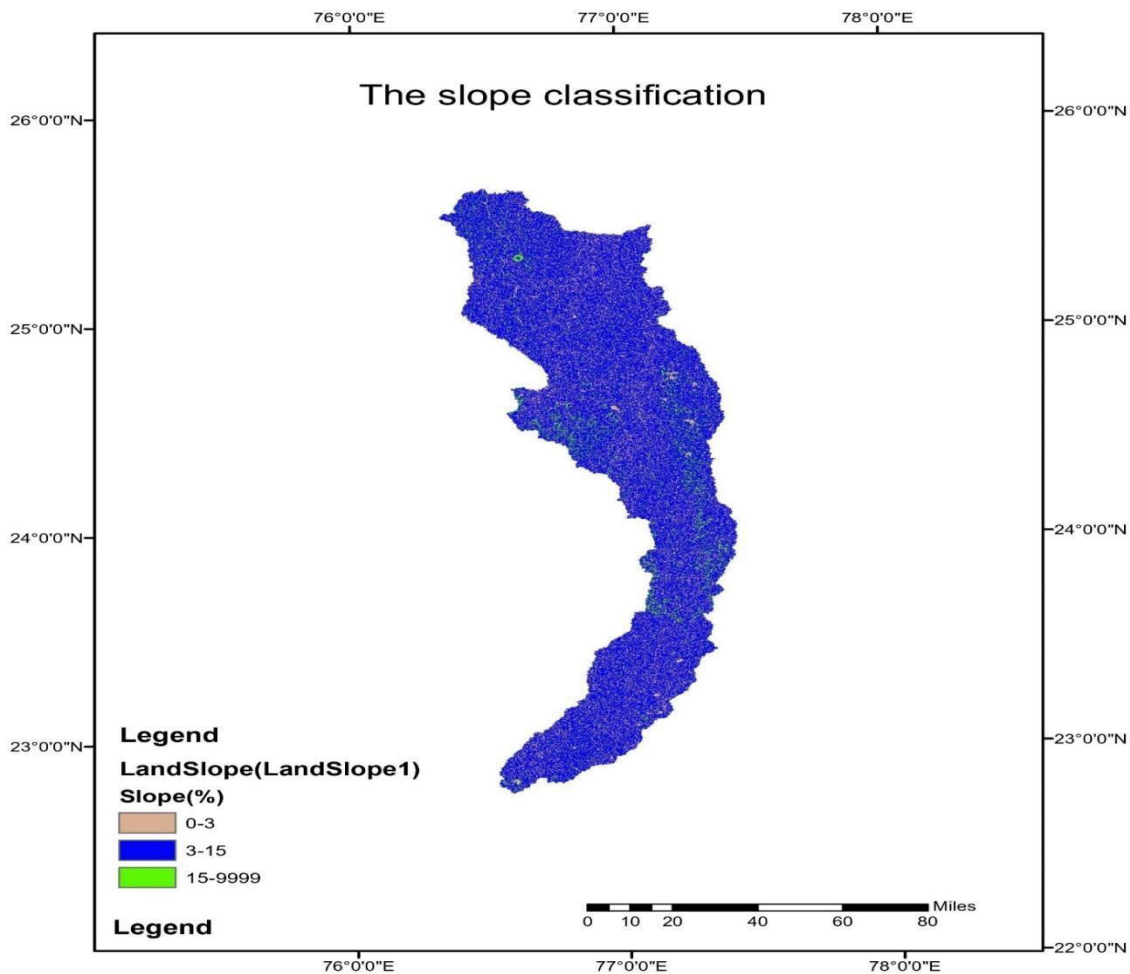 76°0'0"E 77°0'0"E 78°0'0"E
The slope classification
26°0'0"N 26°0'0"N
25°0'0"N 25°0'0"N
24°0'0"N 24°0'0"N
23°0'0"N 23°0'0"N
Legend
LandSlope(LandSlope1)
Slope(%)
0-3
3-15
15-9999
Legend
Miles
0 10 20 40 60 80
22°0'0"N
76°0'0"E 77°0'0"E 78°0'0"E